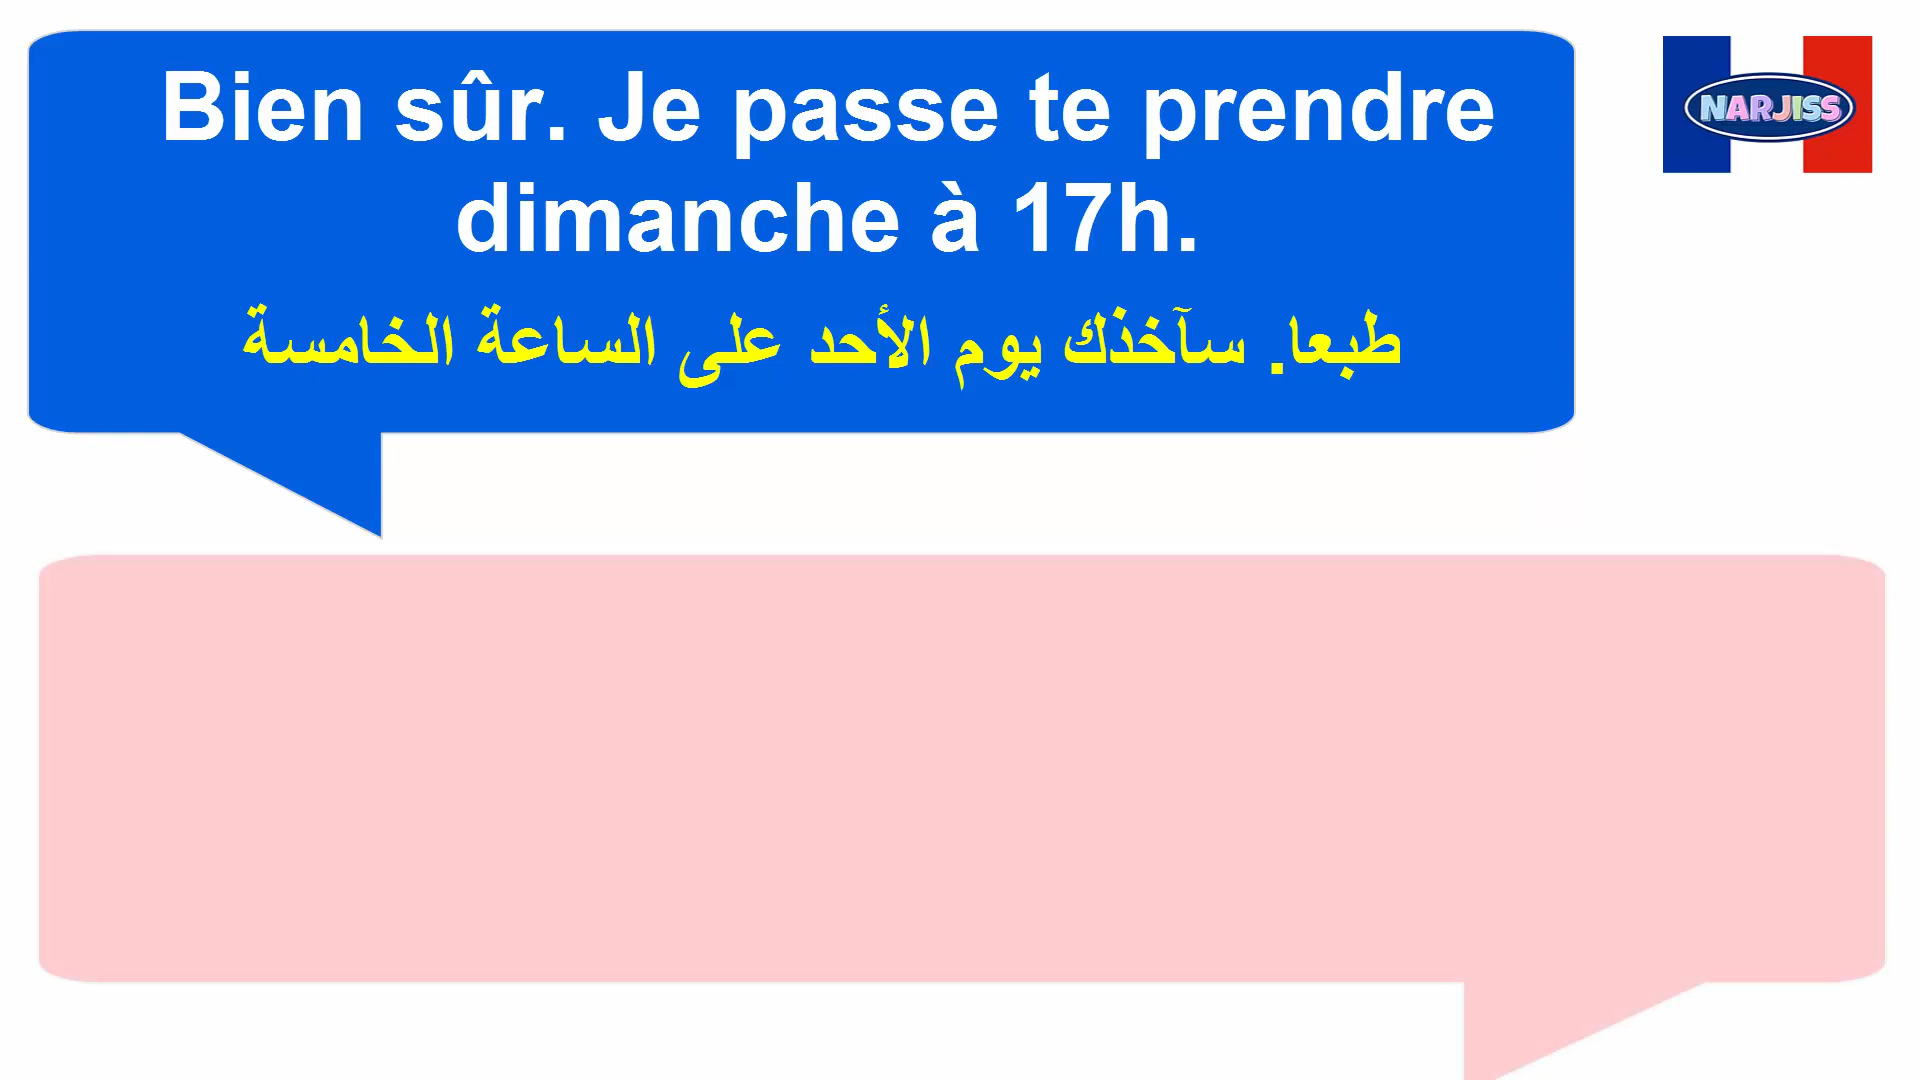 Bien sûr. Je passe te prendre
dimanche à 17h.
طبعا. سآخذك يوم الأحد على الساعة الخامسة
NARJISS